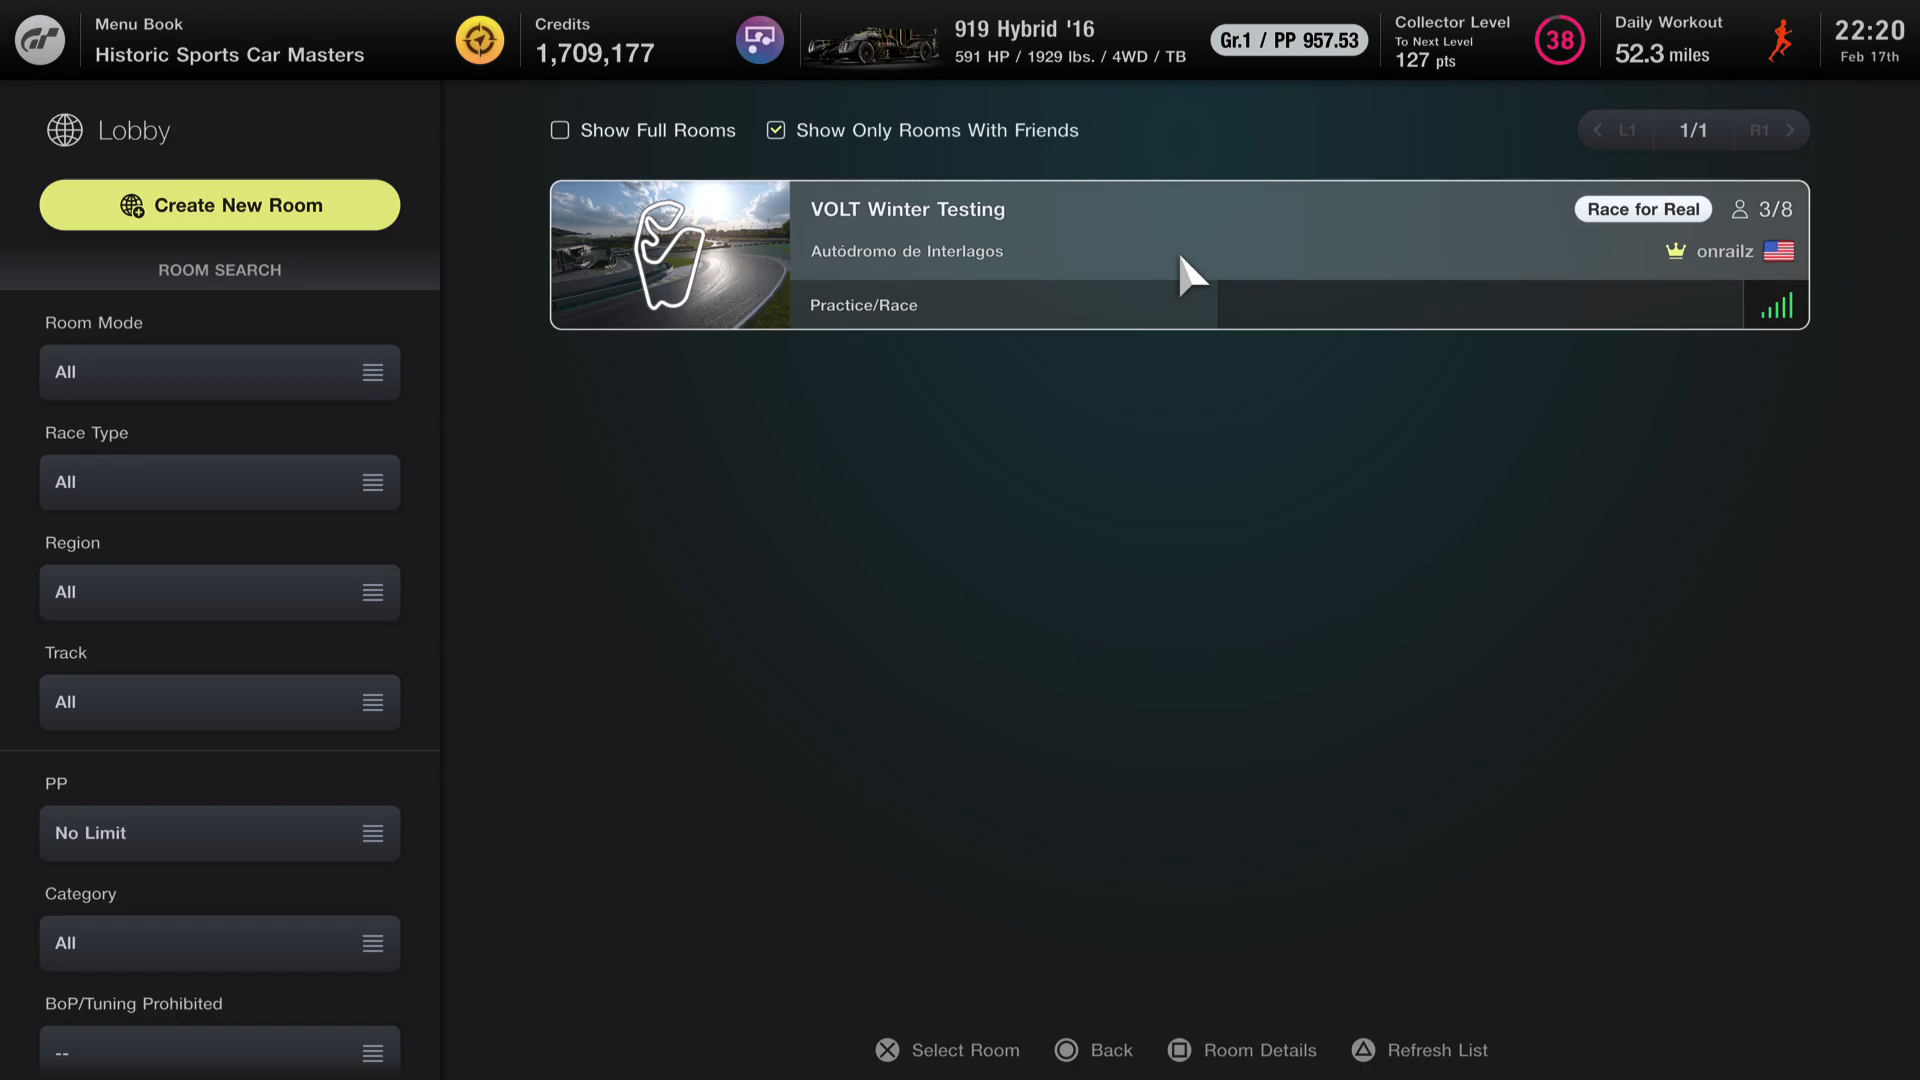 Menu Book
Historic Sports Car Masters
Credits
1,709,177
919 Hybrid '16
591 HP / 1929 lbs. / 4WD / TB
Gr.1 / PP 957.53
Collector Level
To Next Level
127 pts
38
Daily Workout
52.3 miles
22:20
Feb 17th
Lobby
Create New Room
ROOM SEARCH
Room Mode
All
Race Type
All
Region
All
Track
All
PP
No Limit
Category
All
BoP/Tuning Prohibited
--
Show Full Rooms
Show Only Rooms With Friends
L1
1/1
R1
VOLT Winter Testing
Race for Real
3/8
Autódromo de Interlagos
onrailz
Practice/Race
Select Room
Back
Room Details
Refresh List